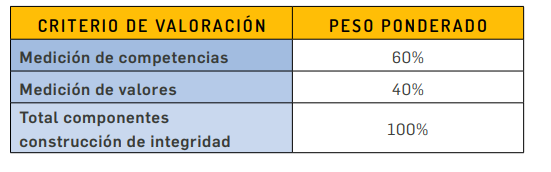 CRITERIO DE VALORACIÓN PESO PONDERADO
Medición de competencias 60%
Medición de valores 40%
Total componentes
construcción de integridad 100%